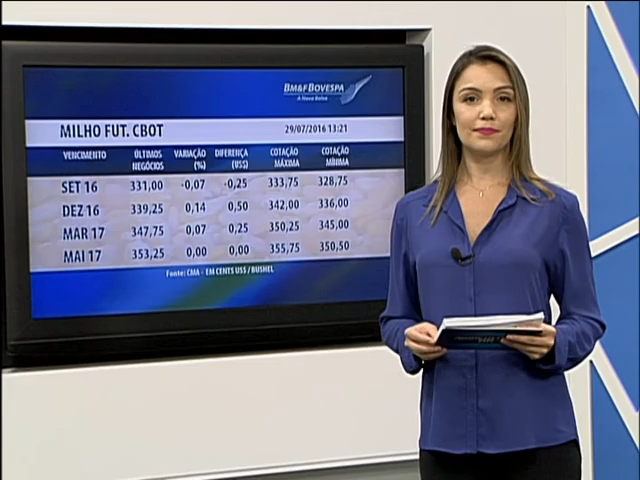 BM&FBOVESPA
A Nova Bolsa
MILHO FUT. CBOT 29/07/2016 13:21
VENCIMENTO ÚLTIMOS NEGÓCIOS VARIAÇÃO (%) DIFERENÇA (US$) COTAÇÃO MÁXIMA COTAÇÃO MÍNIMA
SET 16 331,00 -0,07 -0,25 333,75 328,75
DEZ 16 339,25 0,14 0,50 342,00 336,00
MAR 17 347,75 0,07 0,25 350,25 345,00
MAI 17 353,25 0,00 0,00 355,75 350,50
Fonte: CMA - EM CENTS US$ / BUSHEL